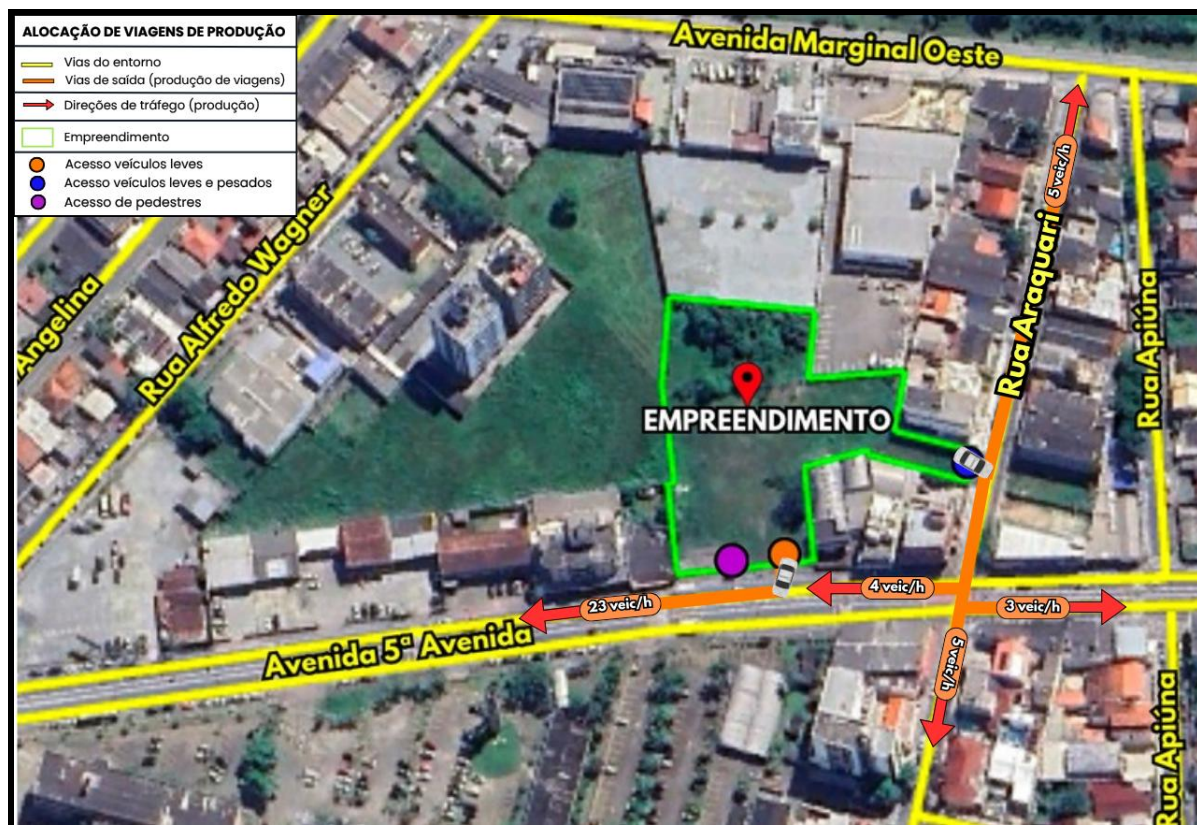 ALOCAÇÃO DE VIAGENS DE PRODUÇÃO
Vias do entorno
Vias de saída (produção de viagens)
Direções de tráfego (produção)
Empreendimento
Acesso veículos leves
Acesso veículos leves e pesados
Acesso de pedestres
Avenida Marginal Oeste
5 veic/h
Rua Alfredo Wagner
Angelina
Rua Araquari
Rua Apiúna
EMPREENDIMENTO
4 veic/h
23 veic/h
3 veic/h
Avenida 5ª Avenida
5 veic/h
Rua Apiúna